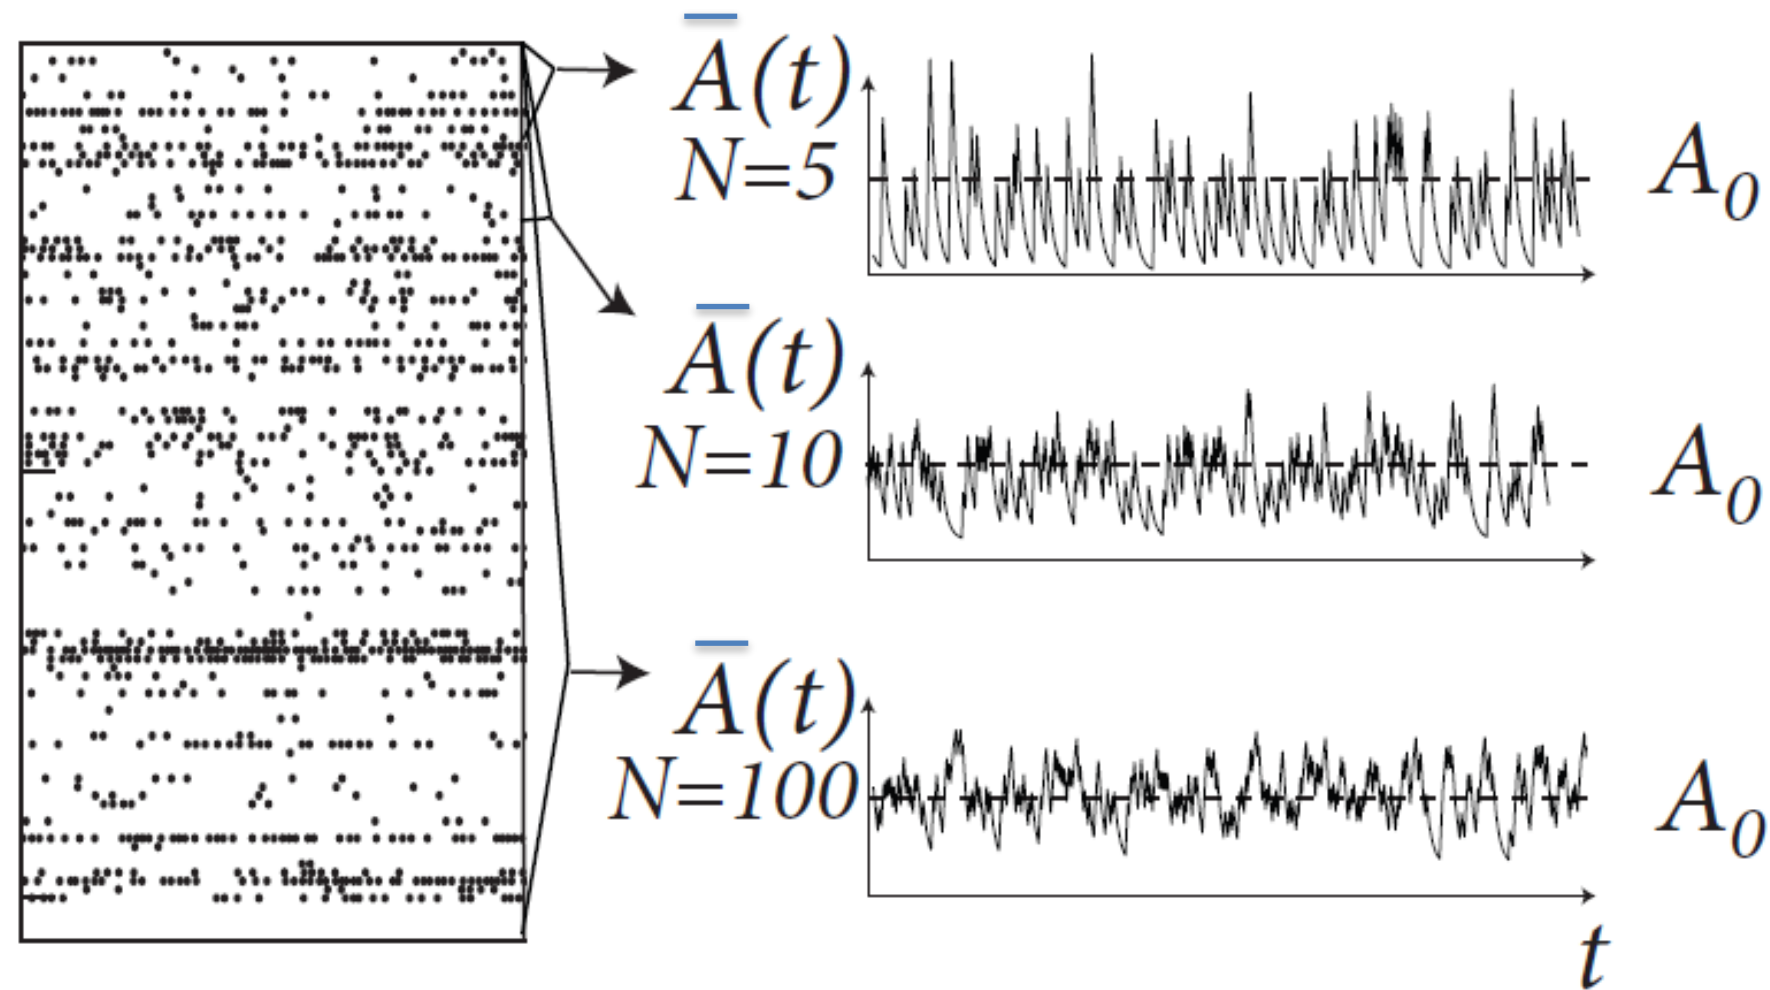 A̅(t)
N=5
A₀
A̅(t)
N=10
A₀
A̅(t)
N=100
A₀
t